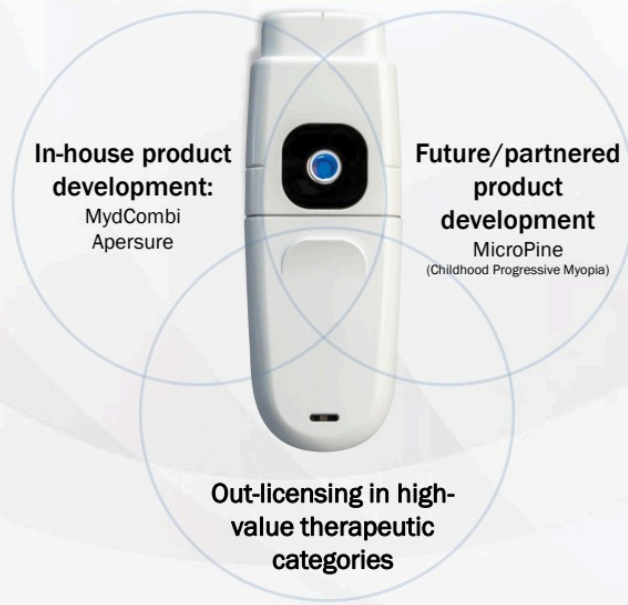 In-house product
development:
MydCombi
Apersure
Future/partnered
product
development
MicroPine
(Childhood Progressive Myopia)
Out-licensing in high-
value therapeutic
categories